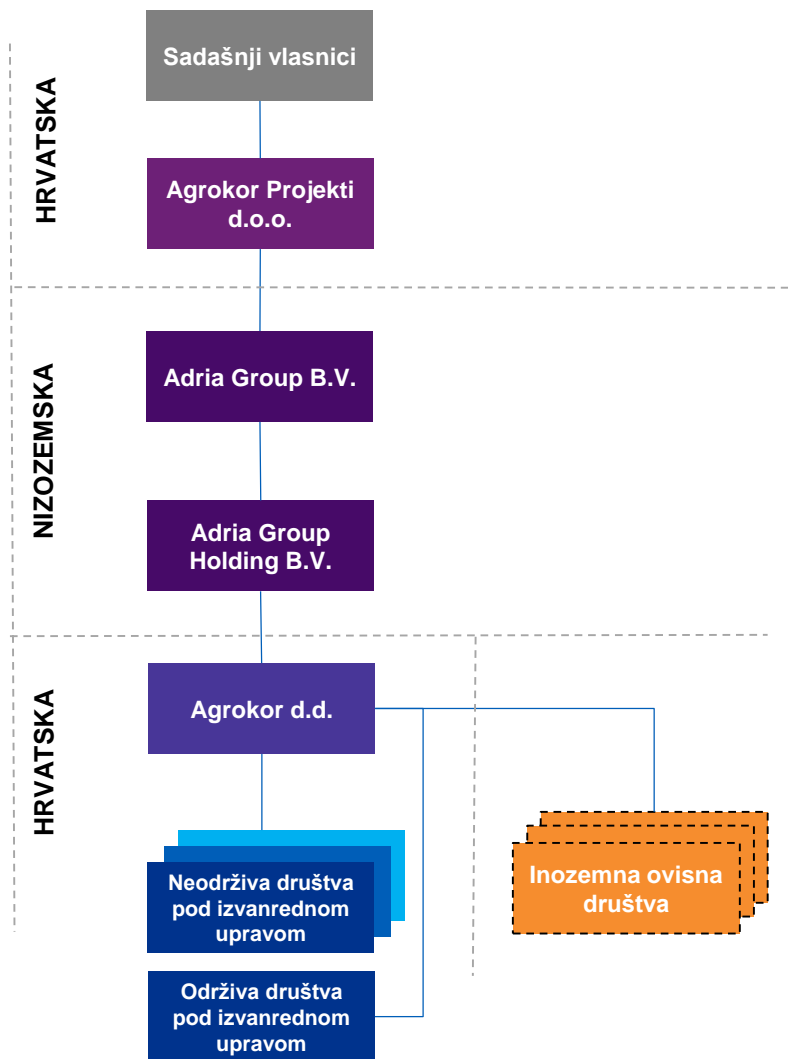 HRVATSKA
Sadašnji vlasnici
Agrokor Projekti
d.o.o.
NIZOZEMSKA
Adria Group B.V.
Adria Group
Holding B.V.
HRVATSKA
Agrokor d.d.
Neodrživa društva
pod izvanrednom
upravom
Inozemna ovisna
društva
Održiva društva
pod izvanrednom
upravom